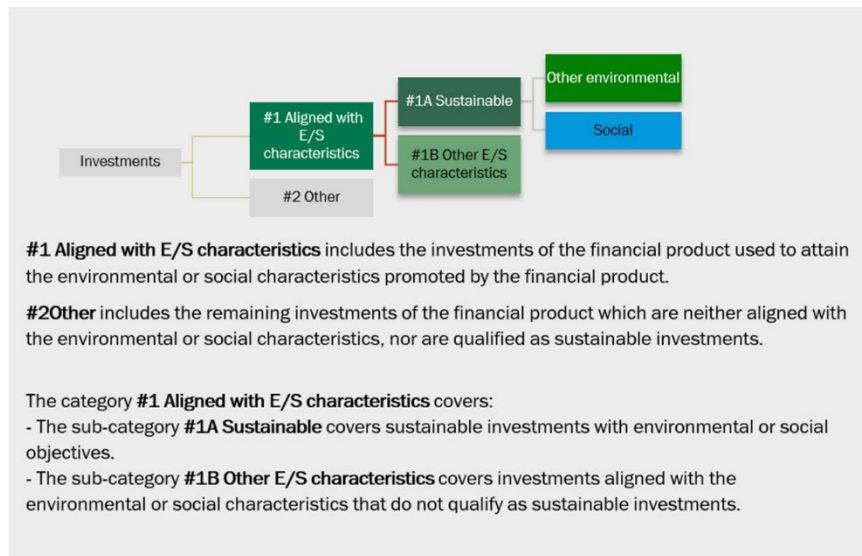 Other environmental
#1A Sustainable
#1 Aligned with
E/S
characteristics
Social
#1B Other E/S
characteristics
Investments
#2 Other
#1 Aligned with E/S characteristics includes the investments of the financial product used to attain
the environmental or social characteristics promoted by the financial product.
#2Other includes the remaining investments of the financial product which are neither aligned with
the environmental or social characteristics, nor are qualified as sustainable investments.
The category #1 Aligned with E/S characteristics covers:
- The sub-category #1A Sustainable covers sustainable investments with environmental or social
objectives.
- The sub-category #1B Other E/S characteristics covers investments aligned with the
environmental or social characteristics that do not qualify as sustainable investments.